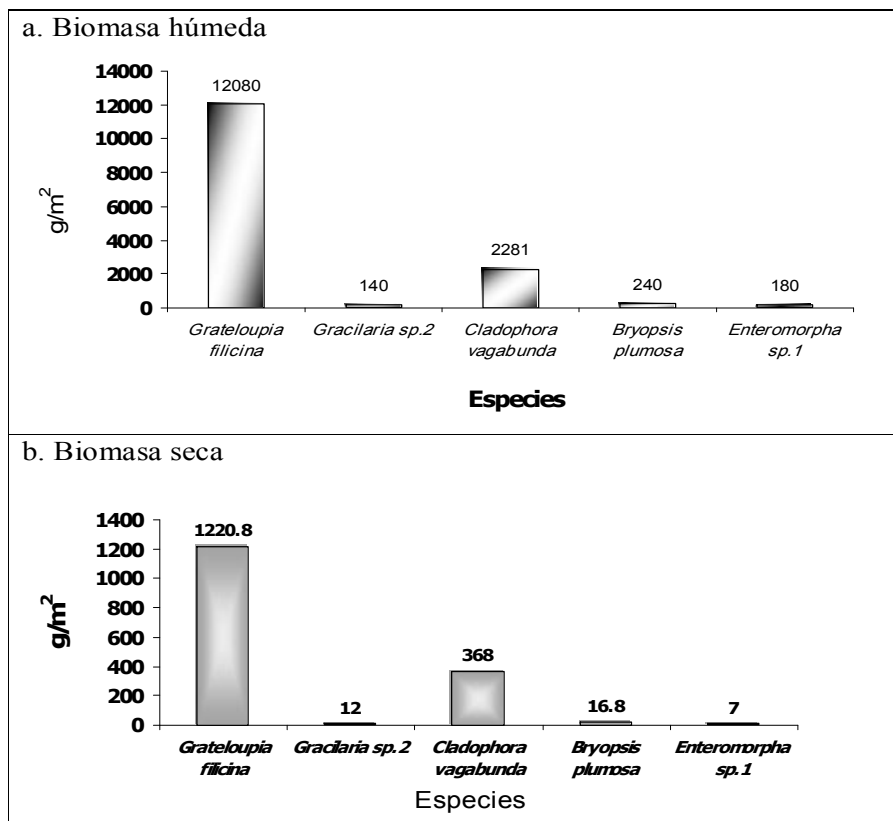 a. Biomasa húmeda
14000
12000
10000
8000
6000
4000
2000
0
g/m²
12080
140
2281
240
180
Grateloupia filicina
Gracilaria sp.2
Cladophora vagabunda
Bryopsis plumosa
Enteromorpha sp.1
Especies
b. Biomasa seca
1400
1200
1000
800
600
400
200
0
g/m²
1220.8
12
368
16.8
7
Grateloupia filicina
Gracilaria sp.2
Cladophora vagabunda
Bryopsis plumosa
Enteromorpha sp.1
Especies